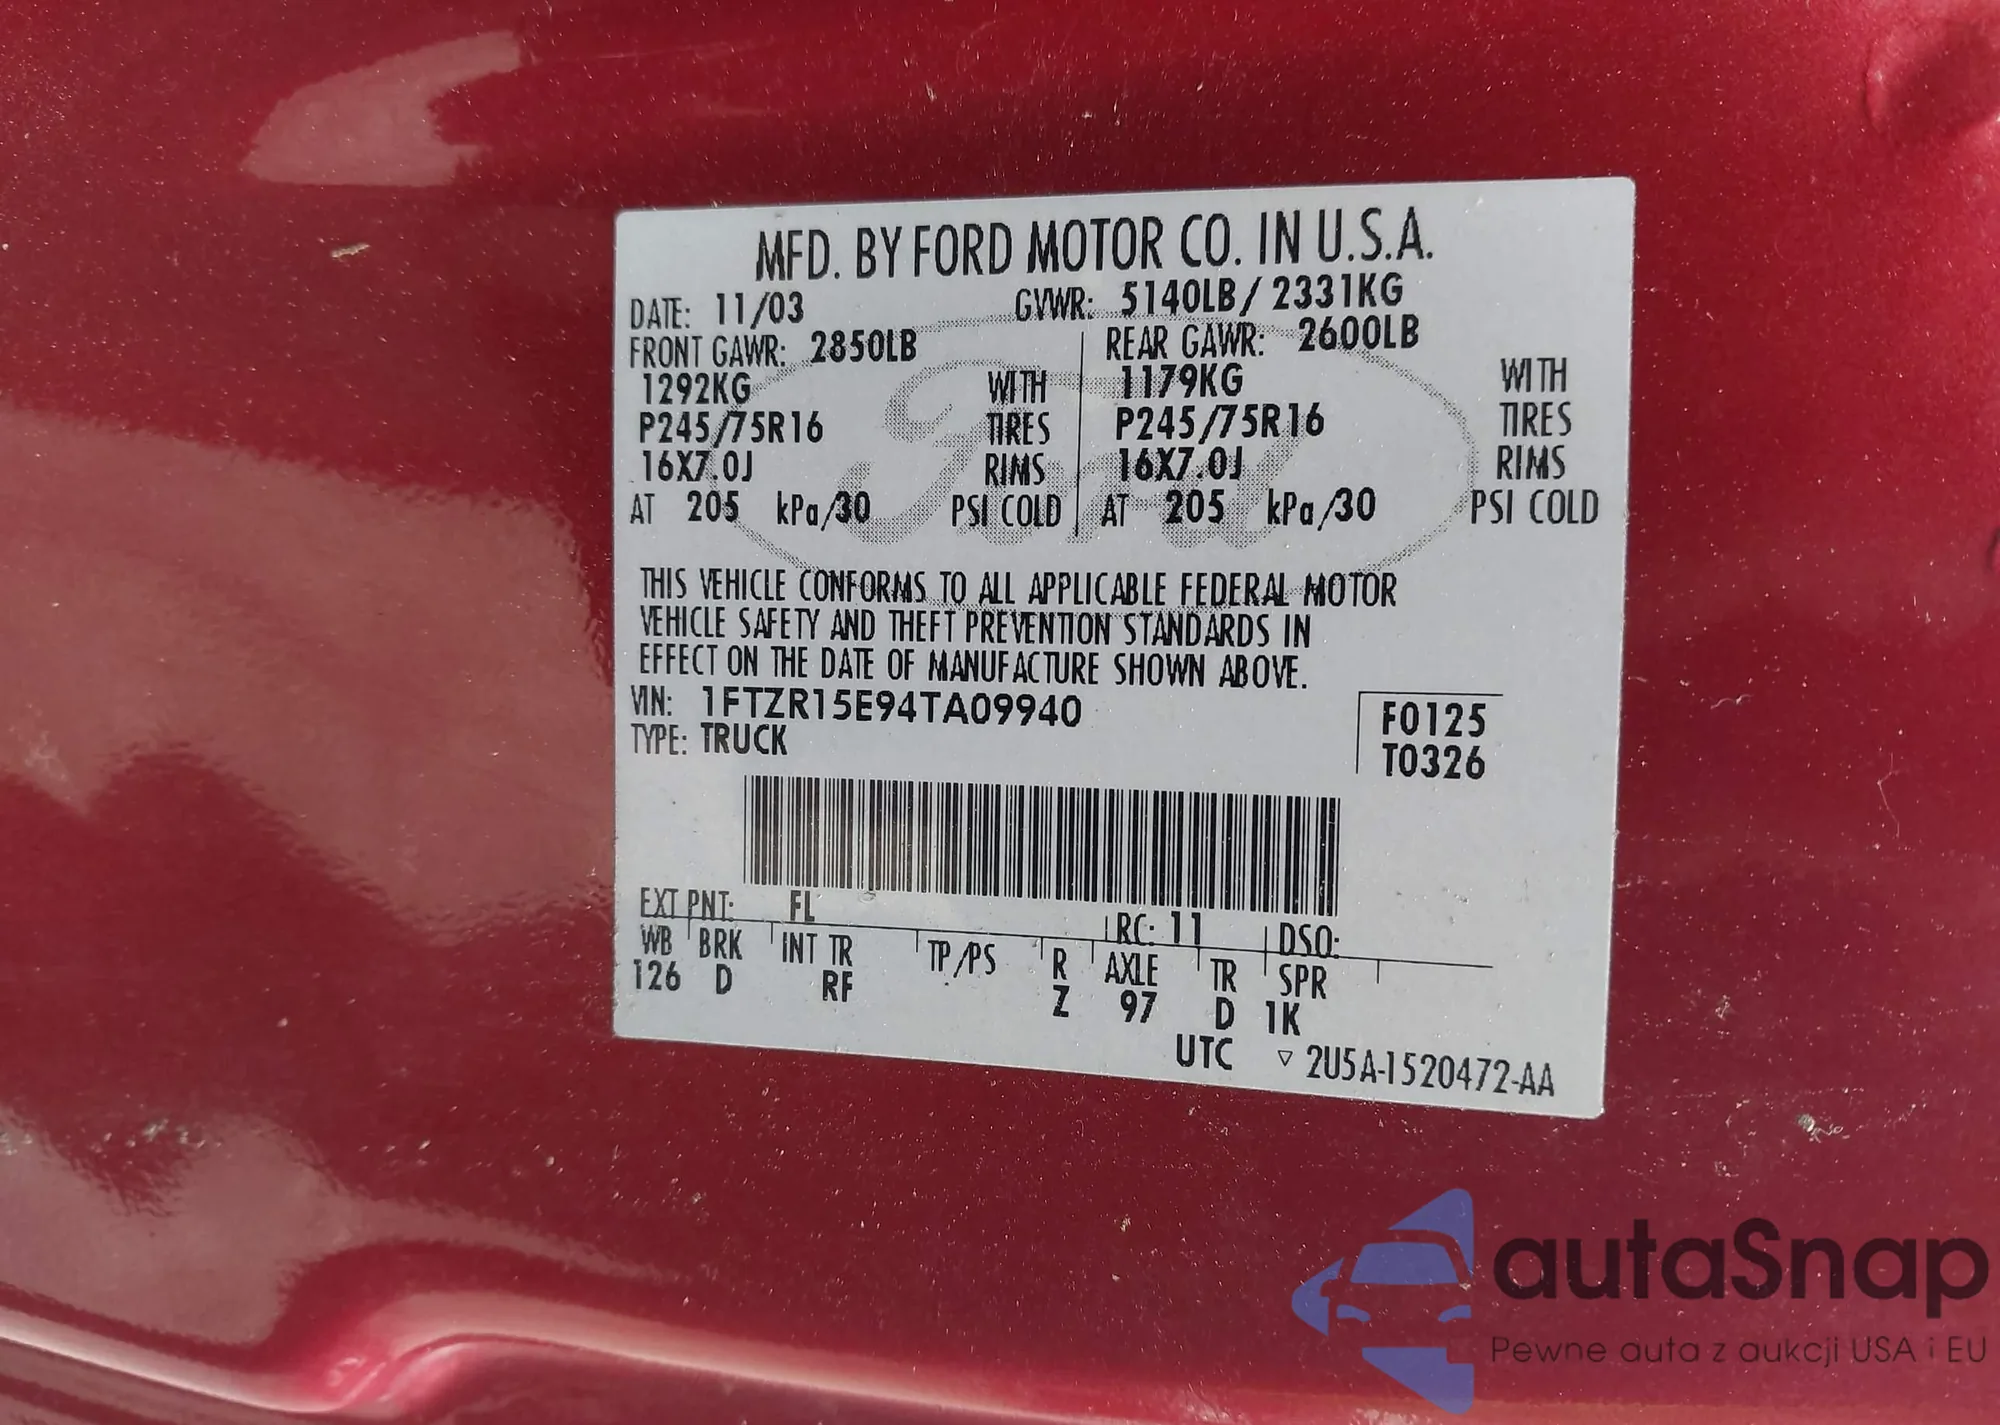 MFD. BY FORD MOTOR CO. IN U.S.A.
DATE: 11/03 GVWR: 5140LB/ 2331KG
FRONT GAWR: 2850LB REAR GAWR: 2600LB
1292KG WITH 1179KG WITH
P245/75R16 TIRES P245/75R16 TIRES
16X7.0J RIMS 16X7.0J RIMS
AT 205 kPa/30 PSI COLD AT 205 kPa/30 PSI COLD
Ford
THIS VEHICLE CONFORMS TO ALL APPLICABLE FEDERAL MOTOR
VEHICLE SAFETY AND THEFT PREVENTION STANDARDS IN
EFFECT ON THE DATE OF MANUFACTURE SHOWN ABOVE.
VIN: 1FTZR15E94TA09940 F0125
TYPE: TRUCK T0326
EXT PNT: FL RC: 11 DSO:
WB BRK INT TR TP/PS R AXLE TR SPR
126 D RF Z 97 D 1K
UTC ▽ 2U5A-1520472-AA
autaSnap
Pewne auta z aukcji USA i EU